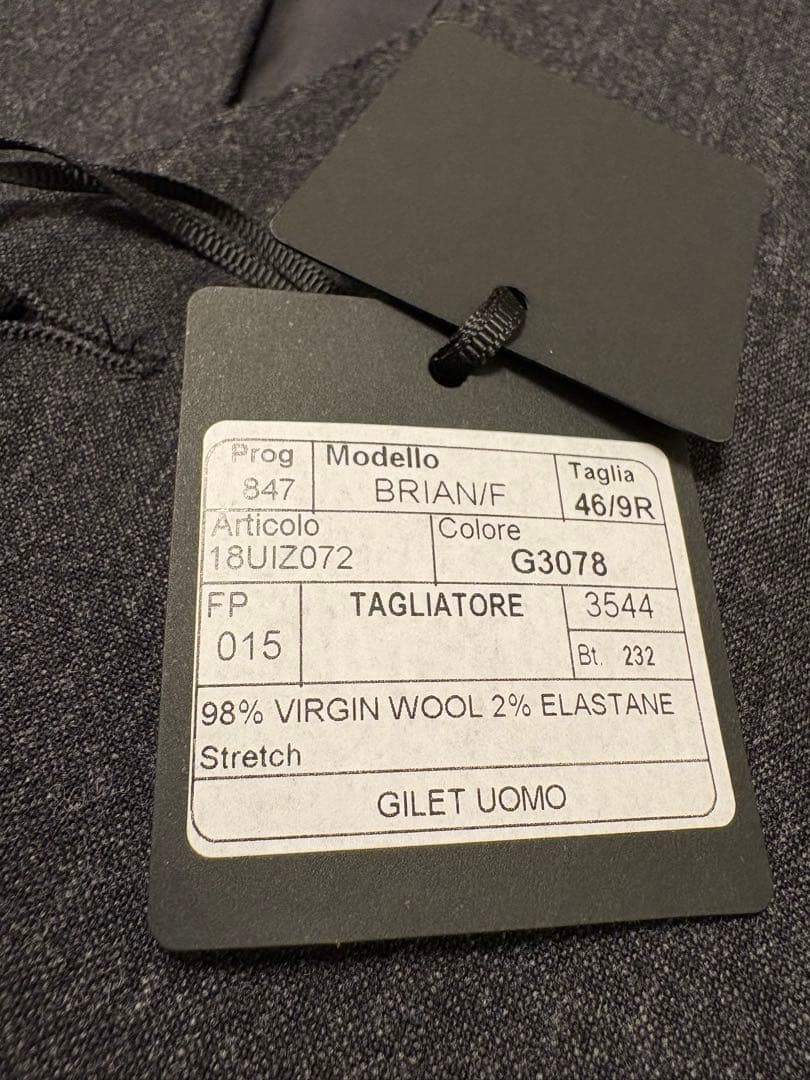 Prog Modello Taglia
847 BRIAN/F 46/9R
Articolo Colore
18UIZ072 G3078
FP TAGLIATORE 3544
015 Bt. 232
98% VIRGIN WOOL 2% ELASTANE
Stretch
GILET UOMO